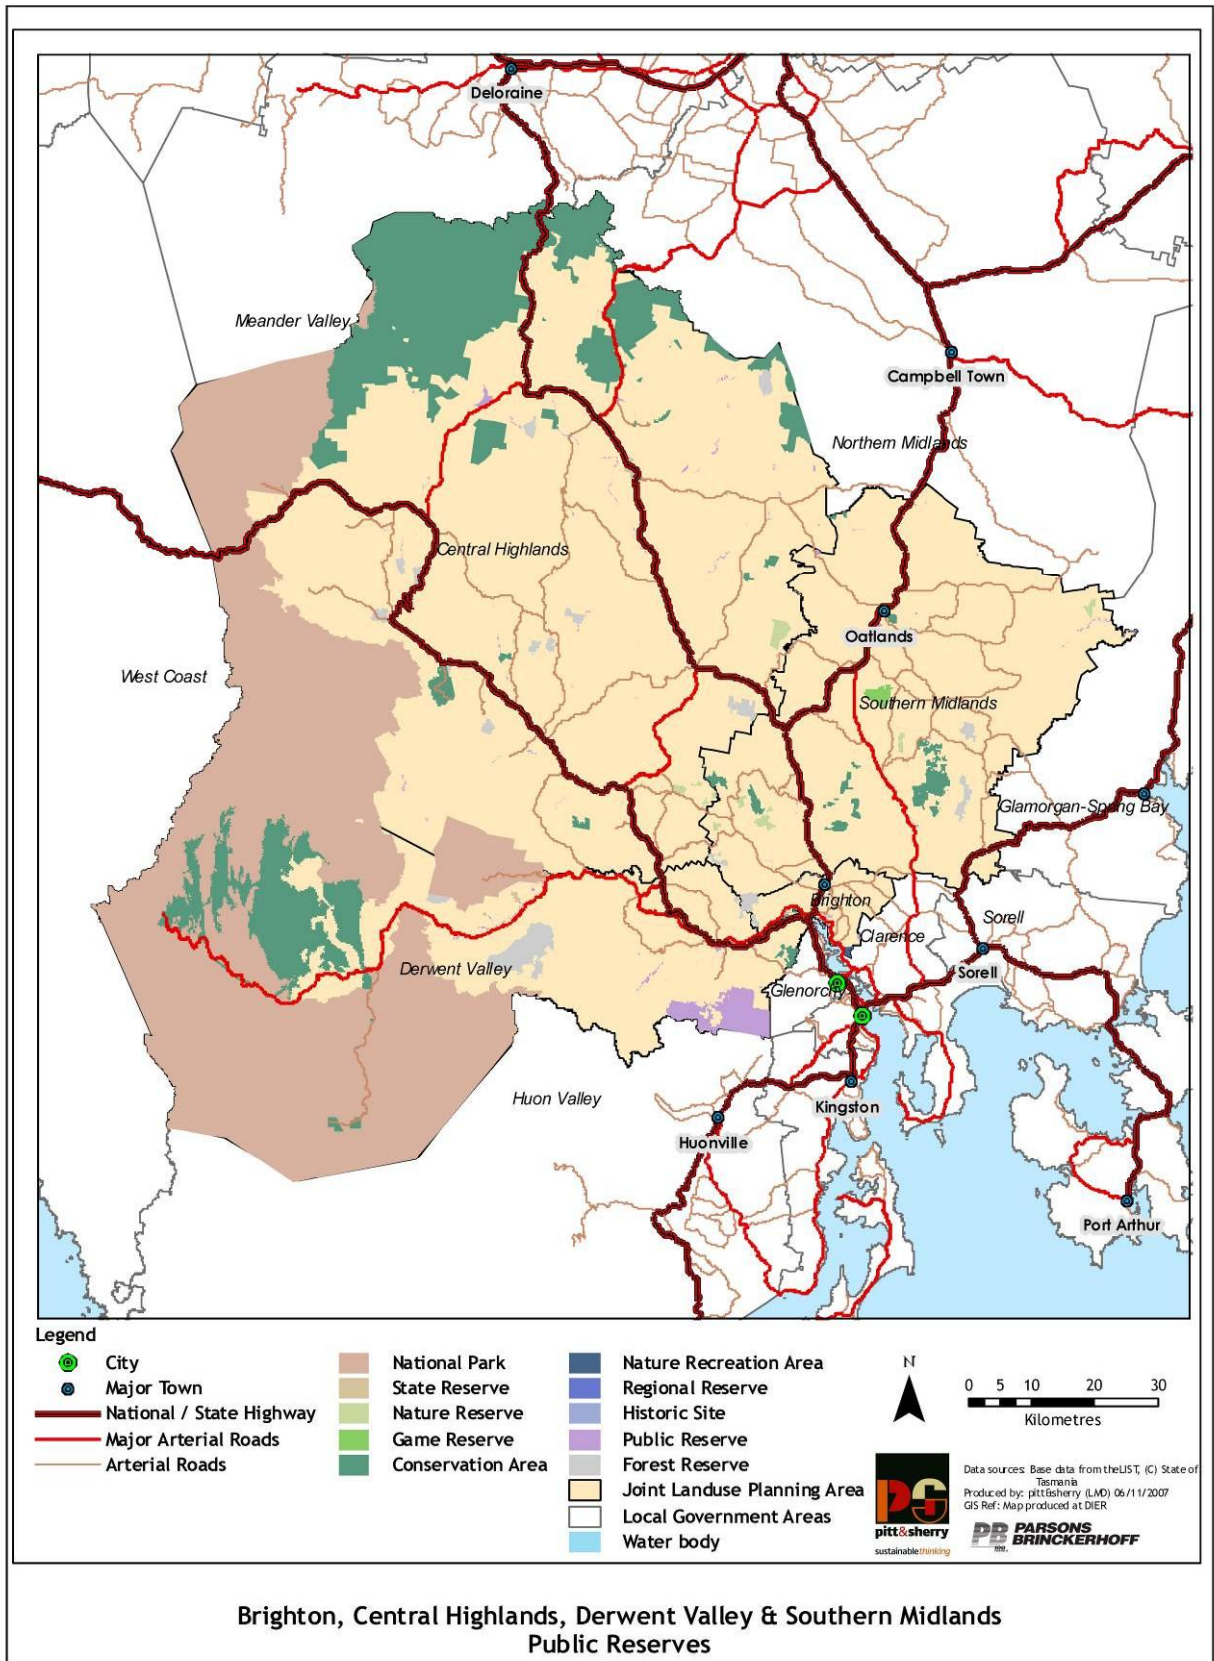 Deloraine
Meander Valley
Campbell Town
Northern Midlands
Central Highlands
Oatlands
West Coast
Southern Midlands
Glamorgan-Spring Bay
Brighton
Sorell
Clarence
Derwent Valley
Sorell
Glenorchy
Huon Valley
Kingston
Huonville
Port Arthur
Legend
City
Major Town
National / State Highway
Major Arterial Roads
Arterial Roads
National Park
State Reserve
Nature Reserve
Game Reserve
Conservation Area
Nature Recreation Area
Regional Reserve
Historic Site
Public Reserve
Forest Reserve
Joint Landuse Planning Area
Local Government Areas
Water body
N
0 5 10 20 30
Kilometres
pitt&sherry
sustainablethinking
Data sources: Base data from theLIST, (C) State of
Tasmania
Produced by: pitt&sherry (LMD) 06/11/2007
GIS Ref: Map produced at DIER
PB PARSONS
BRINCKERHOFF
Brighton, Central Highlands, Derwent Valley & Southern Midlands
Public Reserves